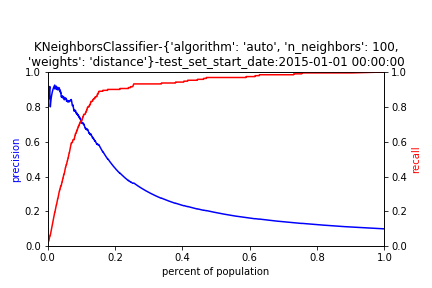 KNeighborsClassifier-{'algorithm': 'auto', 'n_neighbors': 100,
'weights': 'distance'}-test_set_start_date:2015-01-01 00:00:00
1.0
0.8
0.6
0.4
0.2
0.0
precision
1.0
0.8
0.6
0.4
0.2
0.0
recall
0.0 0.2 0.4 0.6 0.8 1.0
percent of population